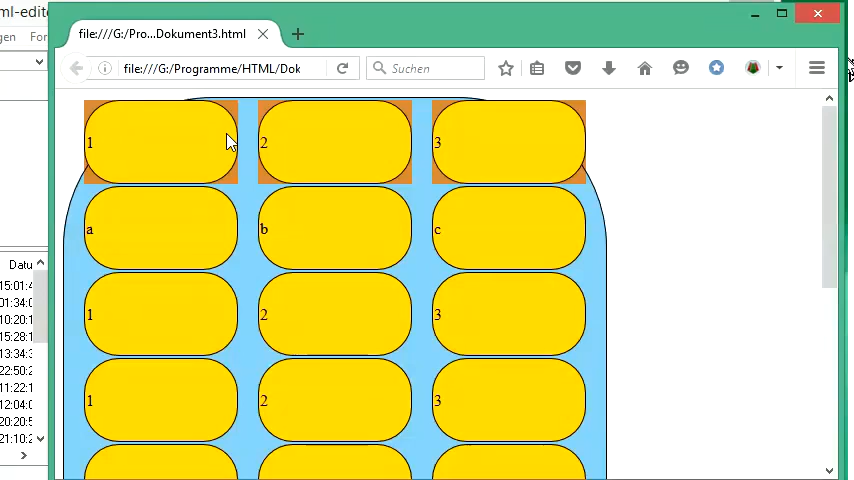 ml-edito
file:///G:/Pro...Dokument3.html
gen For
file:///G:/Programme/HTML/Dok
Suchen
1 2 3
a b c
1 2 3
1 2 3
Datu
15:01:4
01:34:0
10:20:1
15:28:1
13:34:3
22:50:2
11:22:1
12:04:0
20:20:5
21:10:2